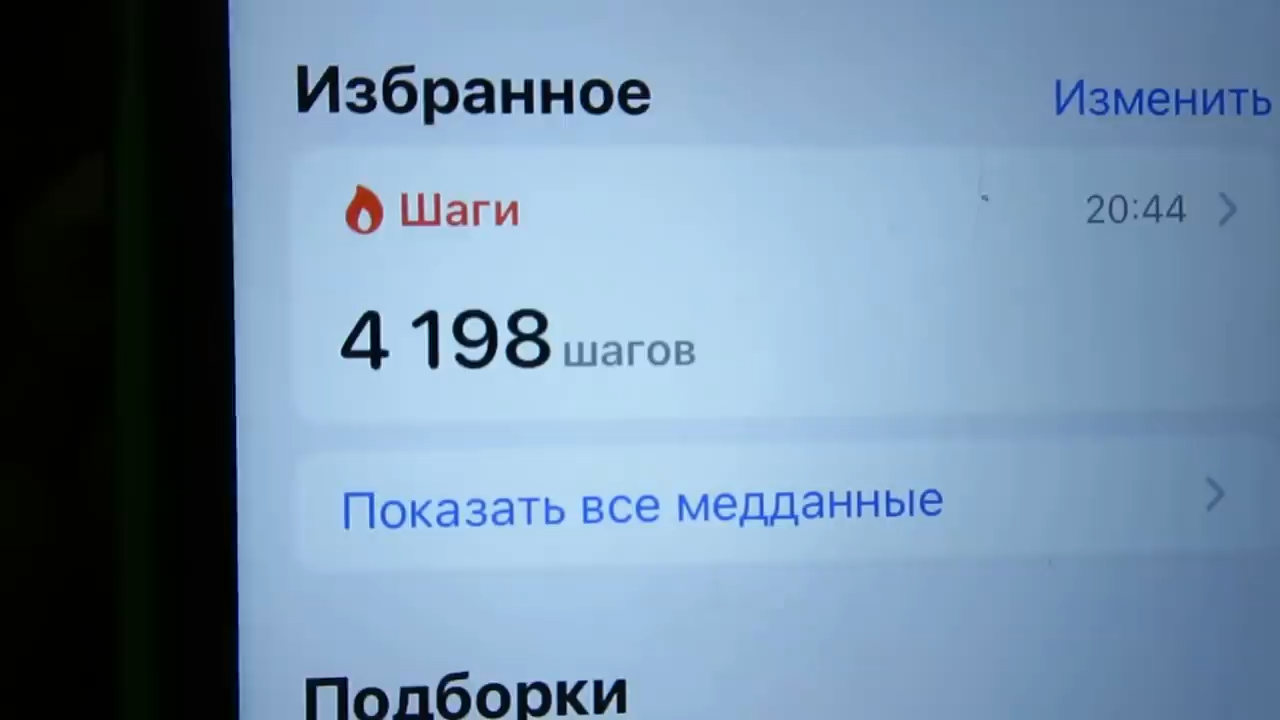 Избранное
Изменить
Шаги
20:44
4 198 шагов
Показать все медданные
Подборки